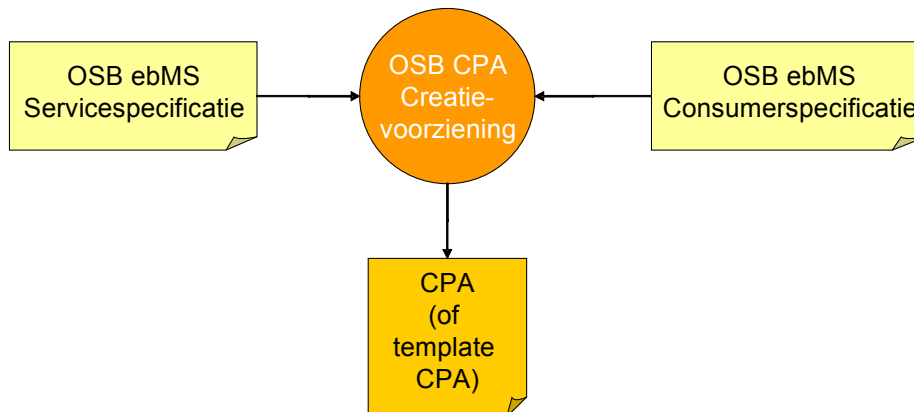 OSB ebMS
Servicespecificatie
OSB CPA
Creatie-
voorziening
OSB ebMS
Consumerspecificatie
CPA
(of
template
CPA)